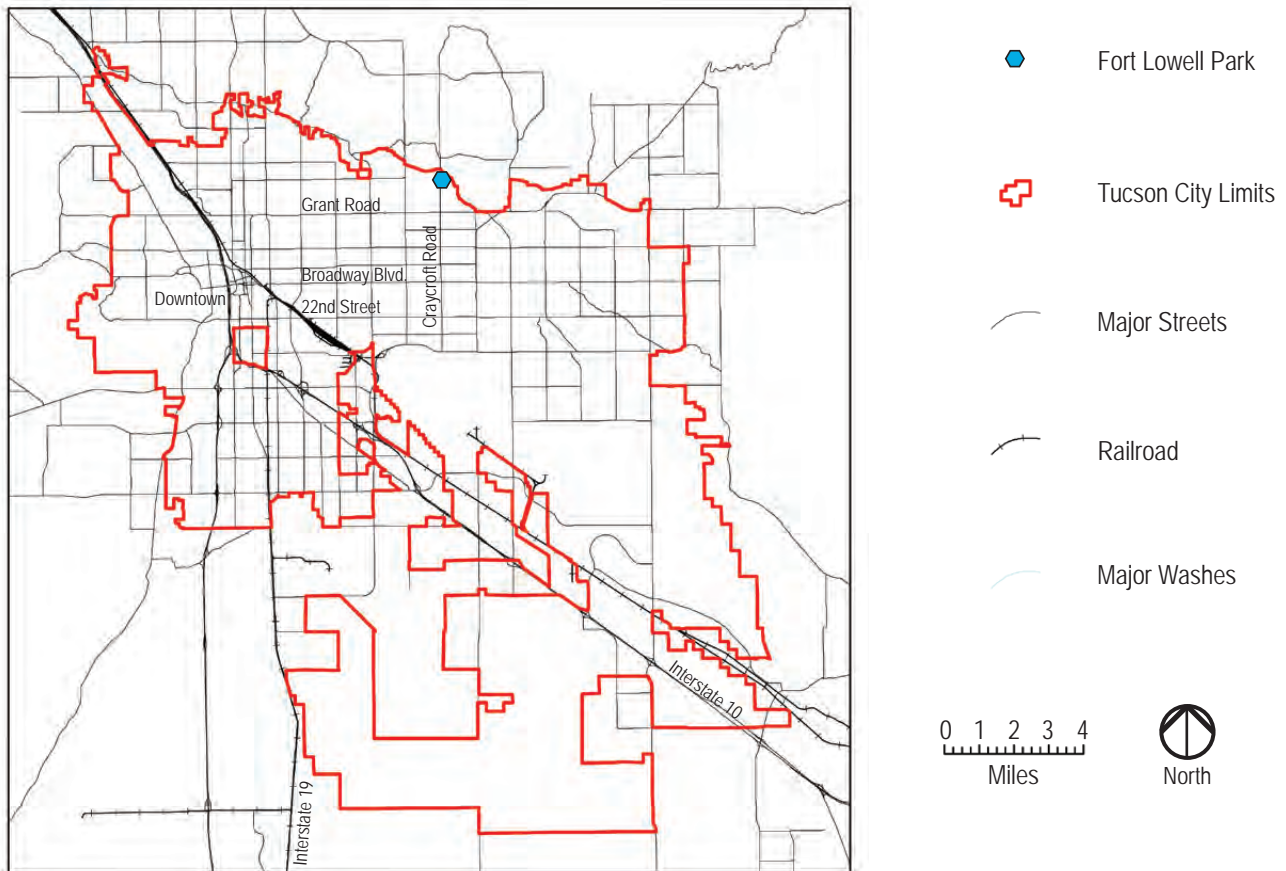 Grant Road
Craycroft Road
Broadway Blvd.
Downtown
22nd Street
Interstate 10
Interstate 19
Fort Lowell Park
Tucson City Limits
Major Streets
Railroad
Major Washes
0 1 2 3 4
Miles
North